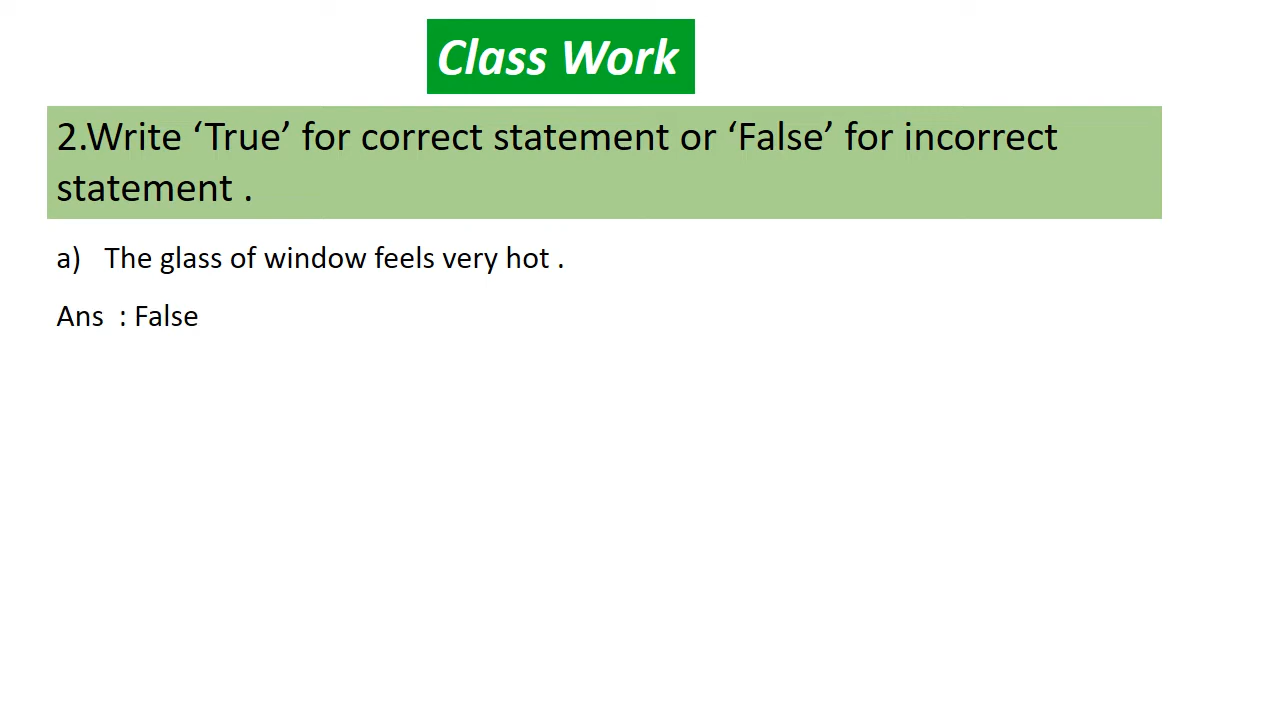 Class Work
2.Write ‘True’ for correct statement or ‘False’ for incorrect
statement .
a) The glass of window feels very hot .
Ans : False